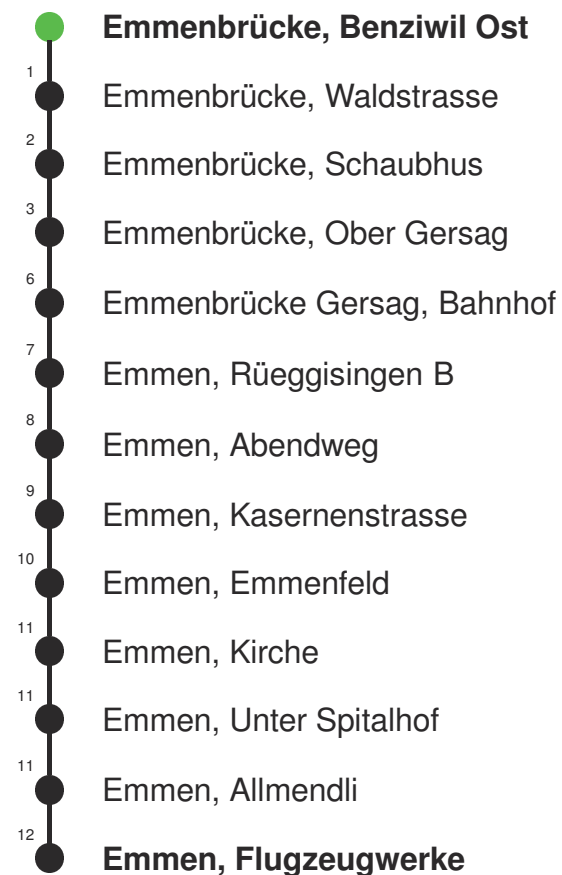 Emmenbrücke, Benziwil Ost
1 Emmenbrücke, Waldstrasse
2 Emmenbrücke, Schaubhus
3 Emmenbrücke, Ober Gersag
6 Emmenbrücke Gersag, Bahnhof
7 Emmen, Rüeggisingen B
8 Emmen, Abendweg
9 Emmen, Kasernenstrasse
10 Emmen, Emmenfeld
11 Emmen, Kirche
11 Emmen, Unter Spitalhof
11 Emmen, Allmendli
12 Emmen, Flugzeugwerke